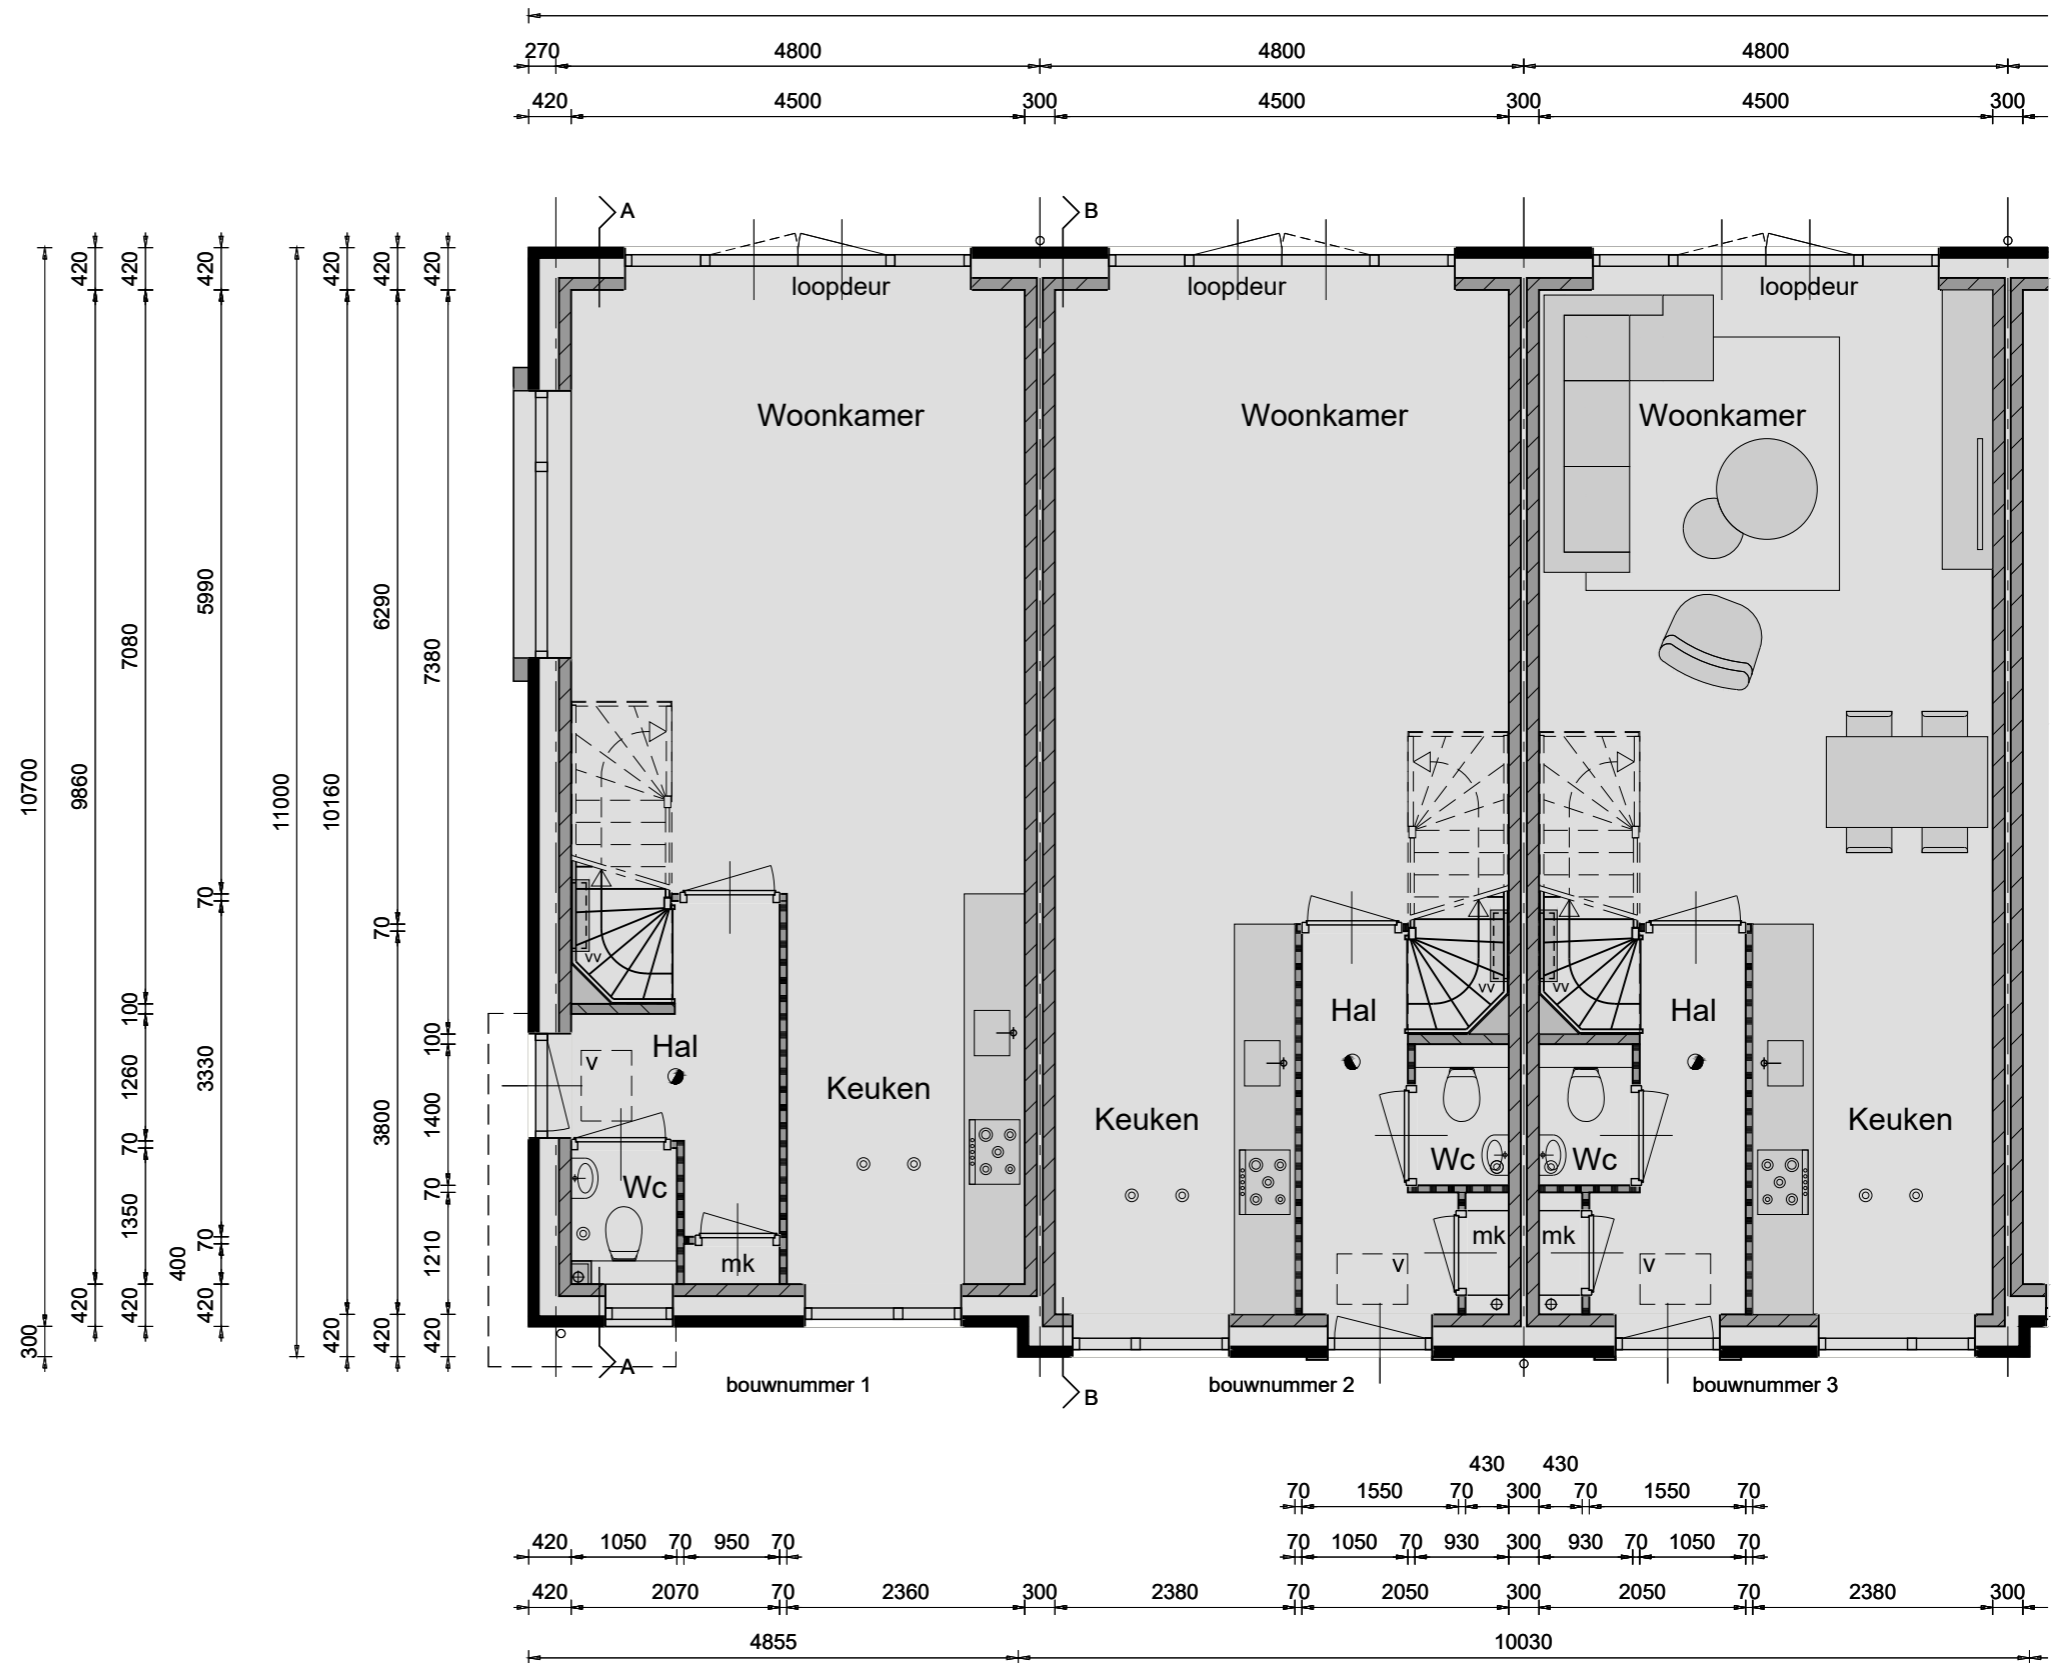 270 4800 4800 4800
420 4500 300 4500 300 4500 300
A B
420 420 420 420 420 420
loopdeur loopdeur loopdeur
Woonkamer Woonkamer Woonkamer
10700 9860 7080 5990 11000 10160 6290 7380
70 70
100 100
1260 3330 3800 1400
70 70
1350 70 1210
400
420 420 420 420 420 420
300
vv vv vv
Hal Hal Hal
v
Keuken Keuken Keuken
Wc Wc Wc
mk mk mk
v v
A B
bouwnummer 1 bouwnummer 2 bouwnummer 3
430 430
70 1550 70 300 70 1550 70
420 1050 70 950 70 70 1050 70 930 300 930 70 1050 70
420 2070 70 2360 300 2380 70 2050 300 2050 70 2380 300
4855 10030